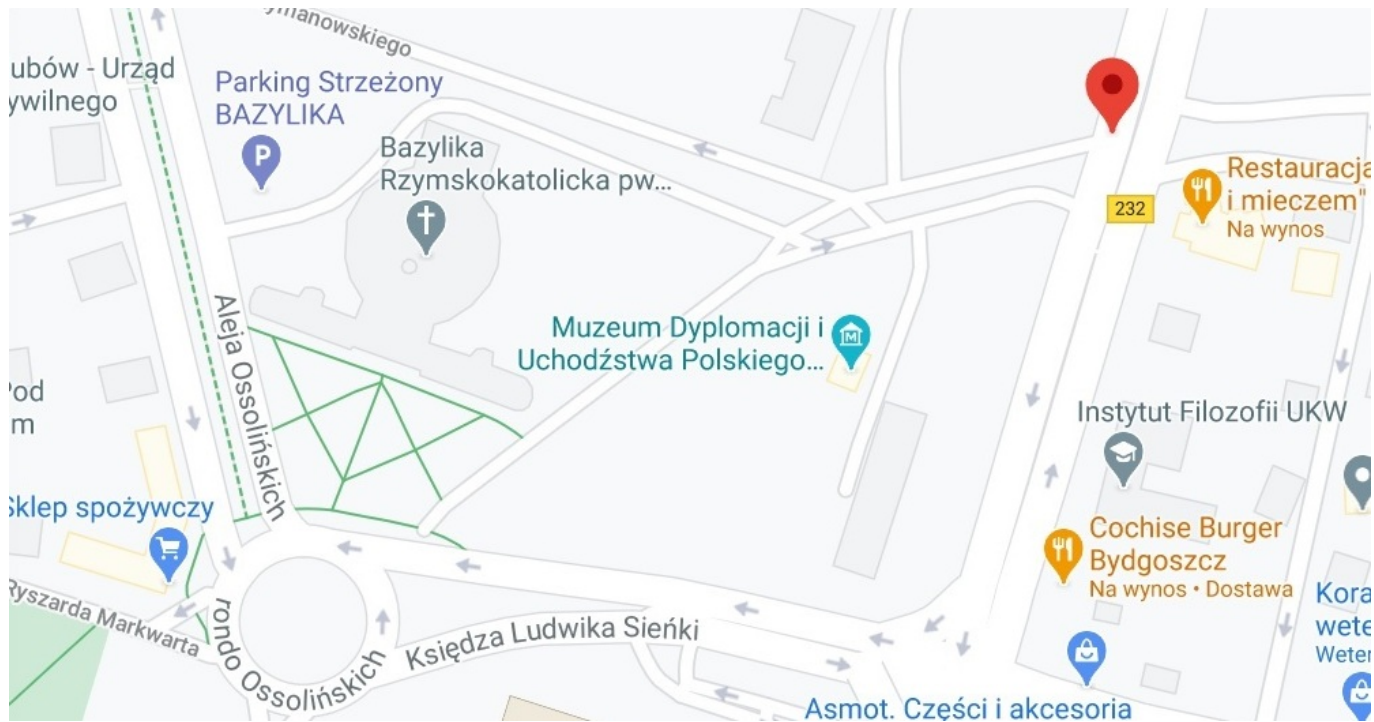 ymanowskiego
ubów - Urząd
ywilnego
Parking Strzeżony
BAZYLIKA
P
Bazylika
Rzymskokatolicka pw...
232
Restauracja
i mieczem"
Na wynos
Aleja Ossolińskich
Muzeum Dyplomacji i
Uchodźstwa Polskiego...
M
Pod
m
Instytut Filozofii UKW
Sklep spożywczy
Cochise Burger
Bydgoszcz
Na wynos • Dostawa
Ryszarda Markwarta
rondo Ossolińskich
Księdza Ludwika Sieńki
Kora
wete
Weter
Asmot. Części i akcesoria